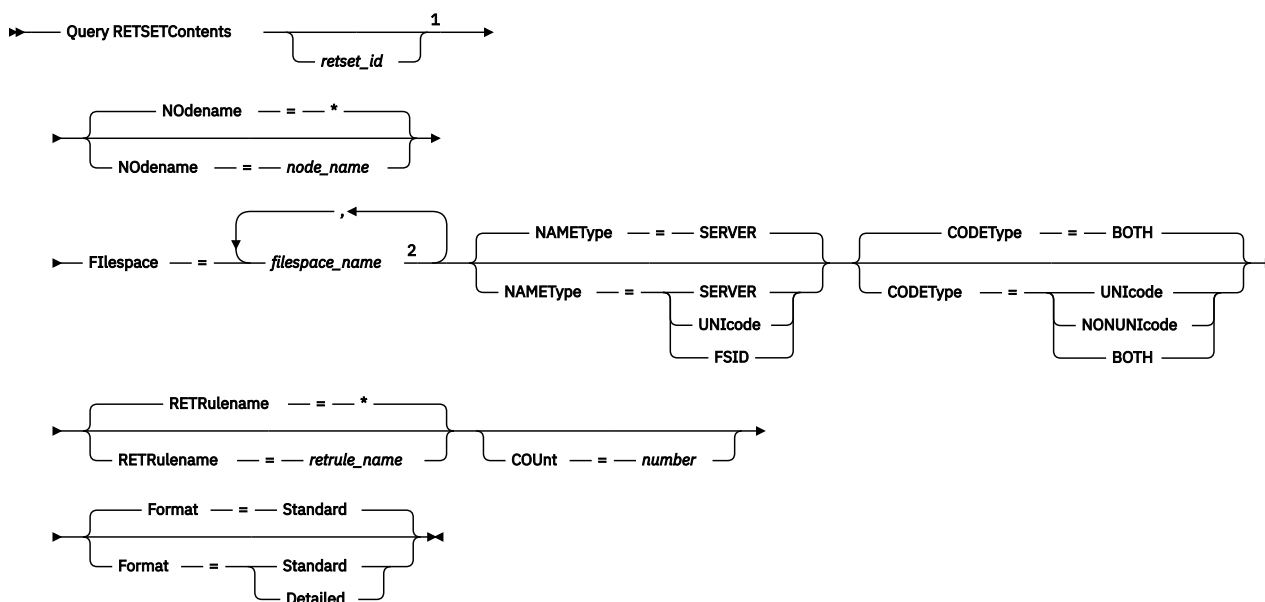 Query RETSETContents retset_id 1
NOdename = *
NOdename = node_name
,
FIlespace = filespace_name 2
NAMEType = SERVER
NAMEType = SERVER
UNIcode
FSID
CODEType = BOTH
CODEType = UNIcode
NONUNIcode
BOTH
RETRulename = *
RETRulename = retrule_name
COUnt = number
Format = Standard
Format = Standard
Detailed